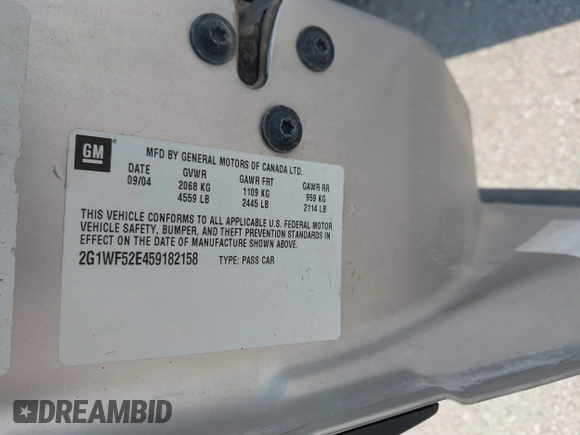 GM
MFD BY GENERAL MOTORS OF CANADA LTD.
DATE GVWR GAWR FRT GAWR RR
09/04 2068 KG 1109 KG 959 KG
4559 LB 2445 LB 2114 LB
THIS VEHICLE CONFORMS TO ALL APPLICABLE U.S. FEDERAL MOTOR
VEHICLE SAFETY, BUMPER, AND THEFT PREVENTION STANDARDS IN
EFFECT ON THE DATE OF MANUFACTURE SHOWN ABOVE.
2G1WF52E459182158 TYPE: PASS CAR
DREAMBID